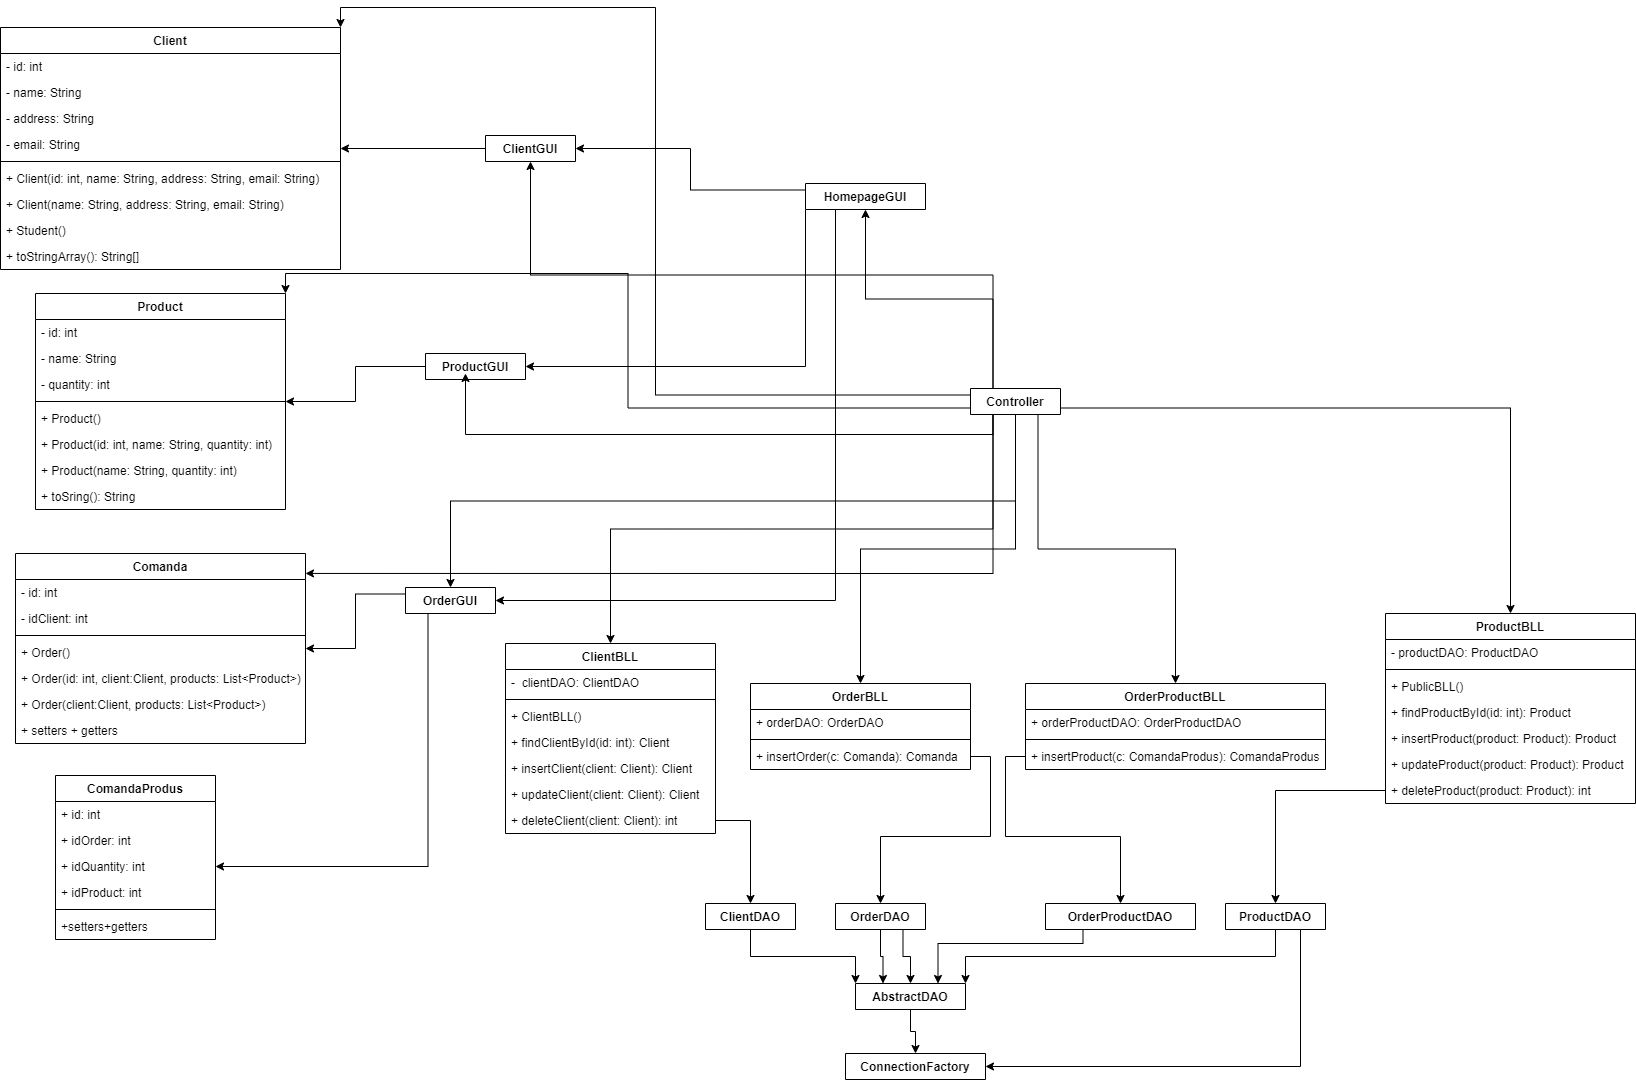 Client
- id: int
- name: String
- address: String
- email: String
+ Client(id: int, name: String, address: String, email: String)
+ Client(name: String, address: String, email: String)
+ Student()
+ toStringArray(): String[]
ClientGUI
HomepageGUI
Product
- id: int
- name: String
- quantity: int
+ Product()
+ Product(id: int, name: String, quantity: int)
+ Product(name: String, quantity: int)
+ toSring(): String
ProductGUI
Controller
Comanda
- id: int
- idClient: int
+ Order()
+ Order(id: int, client:Client, products: List<Product>)
+ Order(client:Client, products: List<Product>)
+ setters + getters
OrderGUI
ComandaProdus
+ id: int
+ idOrder: int
+ idQuantity: int
+ idProduct: int
+setters+getters
ClientBLL
- clientDAO: ClientDAO
+ ClientBLL()
+ findClientById(id: int): Client
+ insertClient(client: Client): Client
+ updateClient(client: Client): Client
+ deleteClient(client: Client): int
OrderBLL
+ orderDAO: OrderDAO
+ insertOrder(c: Comanda): Comanda
OrderProductBLL
+ orderProductDAO: OrderProductDAO
+ insertProduct(c: ComandaProdus): ComandaProdus
ProductBLL
- productDAO: ProductDAO
+ PublicBLL()
+ findProductById(id: int): Product
+ insertProduct(product: Product): Product
+ updateProduct(product: Product): Product
+ deleteProduct(product: Product): int
ClientDAO
OrderDAO
OrderProductDAO
ProductDAO
AbstractDAO
ConnectionFactory